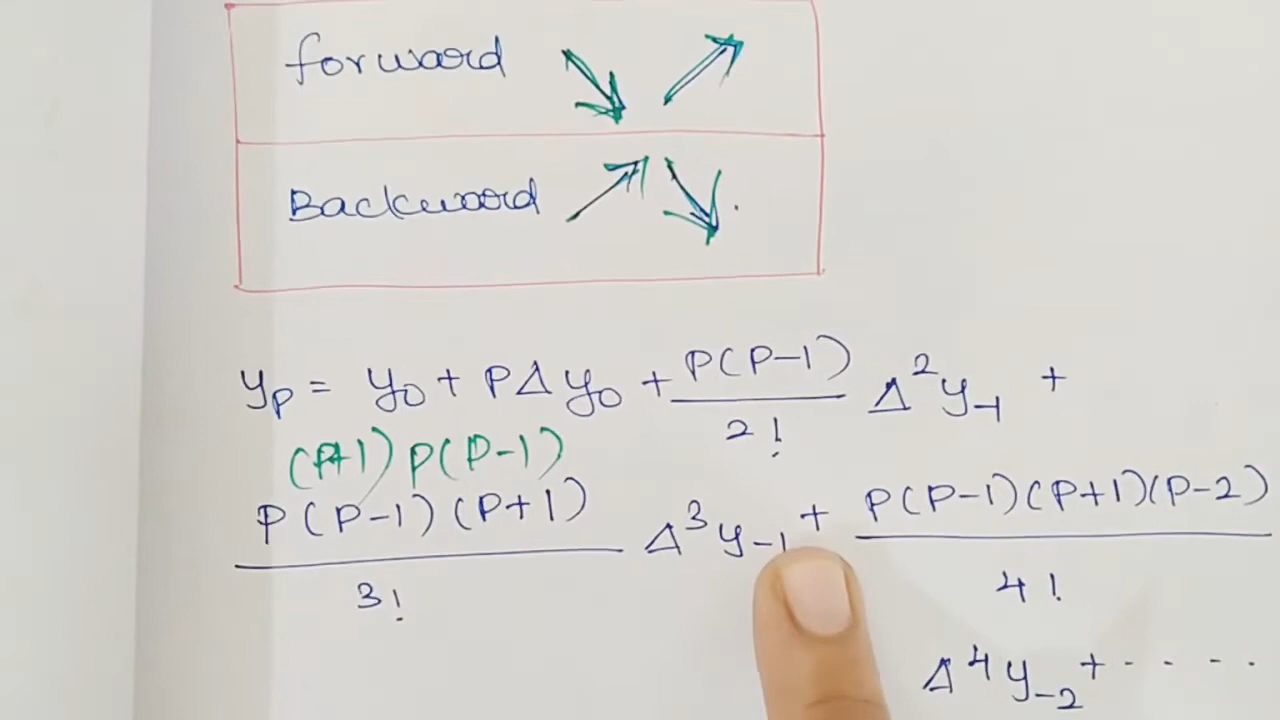 forward
Backward
yp = y0 + PΔy0 + P(P-1)/2! Δ²y-1 +
(P+1)P(P-1)
P(P-1)(P+1)/3! Δ³y-1 + P(P-1)(P+1)(P-2)/4!
Δ⁴y-2 + - - - -